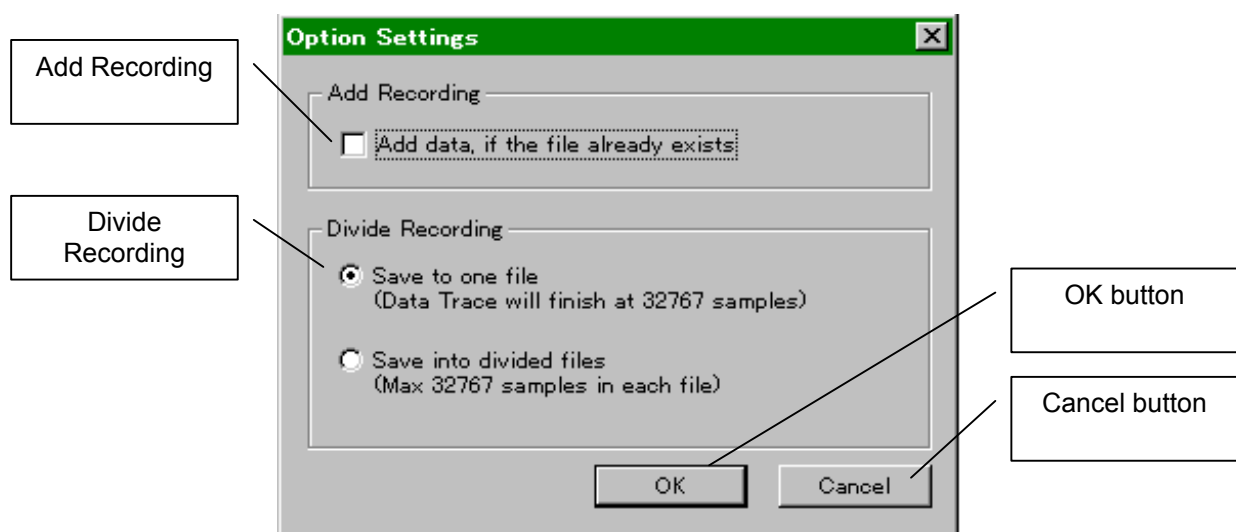 Option Settings
Add Recording
Add Recording
Add data, if the file already exists
Divide
Recording
Divide Recording
Save to one file
(Data Trace will finish at 32767 samples)
OK button
Save into divided files
(Max 32767 samples in each file)
Cancel button
OK
Cancel